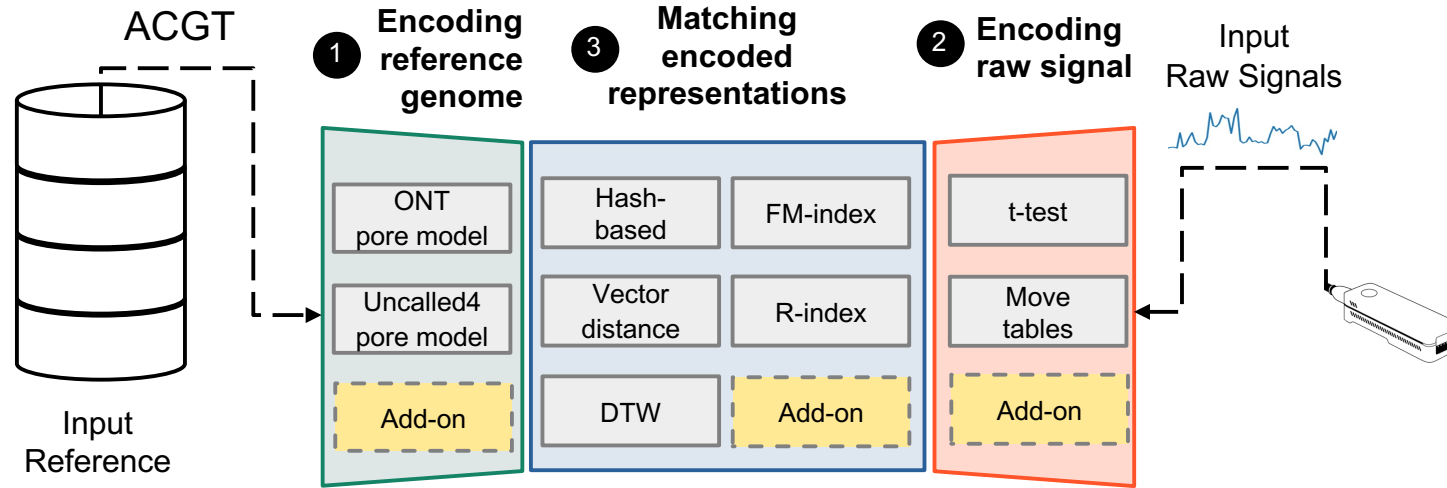 ACGT
Input
Reference
1
Encoding
reference
genome
ONT
pore model
Uncalled4
pore model
Add-on
3
Matching
encoded
representations
Hash-
based
FM-index
Vector
distance
R-index
DTW
Add-on
2
Encoding
raw signal
t-test
Move
tables
Add-on
Input
Raw Signals